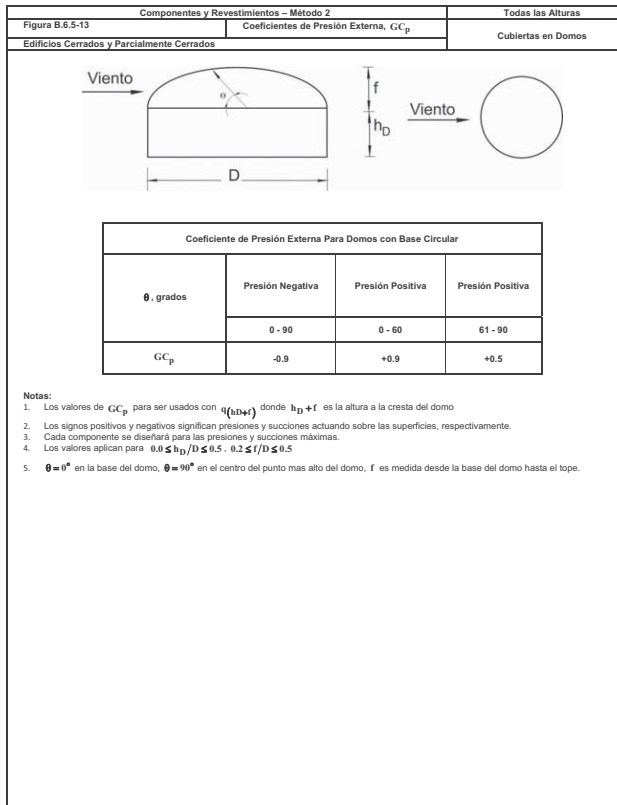 Componentes y Revestimientos – Método 2
Todas las Alturas
Figura B.6.5-13
Coeficientes de Presión Externa, GCp
Cubiertas en Domos
Edificios Cerrados y Parcialmente Cerrados
Viento
θ
f
hD
D
Viento
Coeficiente de Presión Externa Para Domos con Base Circular
θ, grados
Presión Negativa
Presión Positiva
Presión Positiva
0 - 90
0 - 60
61 - 90
GCp
-0.9
+0.9
+0.5
Notas:
1. Los valores de GCp para ser usados con q(hD+f) donde hD+f es la altura a la cresta del domo
2. Los signos positivos y negativos significan presiones y succiones actuando sobre las superficies, respectivamente.
3. Cada componente se diseñará para las presiones y succiones máximas.
4. Los valores aplican para 0.0 ≤ hD/D ≤ 0.5 , 0.2 ≤ f/D ≤ 0.5
5. θ = 0° en la base del domo, θ = 90° en el centro del punto mas alto del domo, f es medida desde la base del domo hasta el tope.